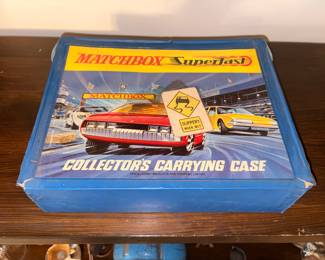 MATCHBOX Superfast
MATCHBOX
SLIPPERY
WHEN WET
COLLECTOR'S CARRYING CASE